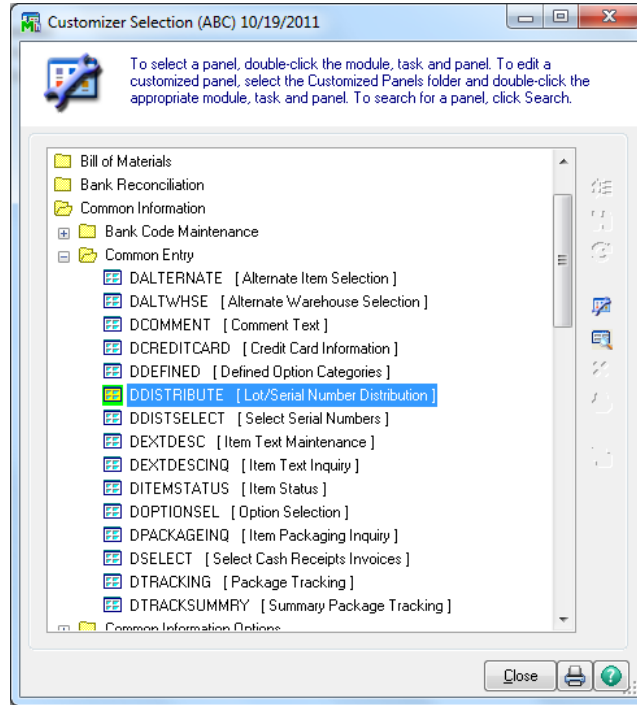 Customizer Selection (ABC) 10/19/2011
To select a panel, double-click the module, task and panel. To edit a
customized panel, select the Customized Panels folder and double-click the
appropriate module, task and panel. To search for a panel, click Search.
Bill of Materials
Bank Reconciliation
Common Information
Bank Code Maintenance
Common Entry
DALTERNATE [ Alternate Item Selection ]
DALTWHSE [ Alternate Warehouse Selection ]
DCOMMENT [ Comment Text ]
DCREDITCARD [ Credit Card Information ]
DDEFINED [ Defined Option Categories ]
DDISTRIBUTE [ Lot/Serial Number Distribution ]
DDISTSELECT [ Select Serial Numbers ]
DEXTDESC [ Item Text Maintenance ]
DEXTDESCINQ [ Item Text Inquiry ]
DITEMSTATUS [ Item Status ]
DOPTIONSEL [ Option Selection ]
DPACKAGEINQ [ Item Packaging Inquiry ]
DSELECT [ Select Cash Receipts Invoices ]
DTRACKING [ Package Tracking ]
DTRACKSUMMRY [ Summary Package Tracking ]
Common Information Options
Close